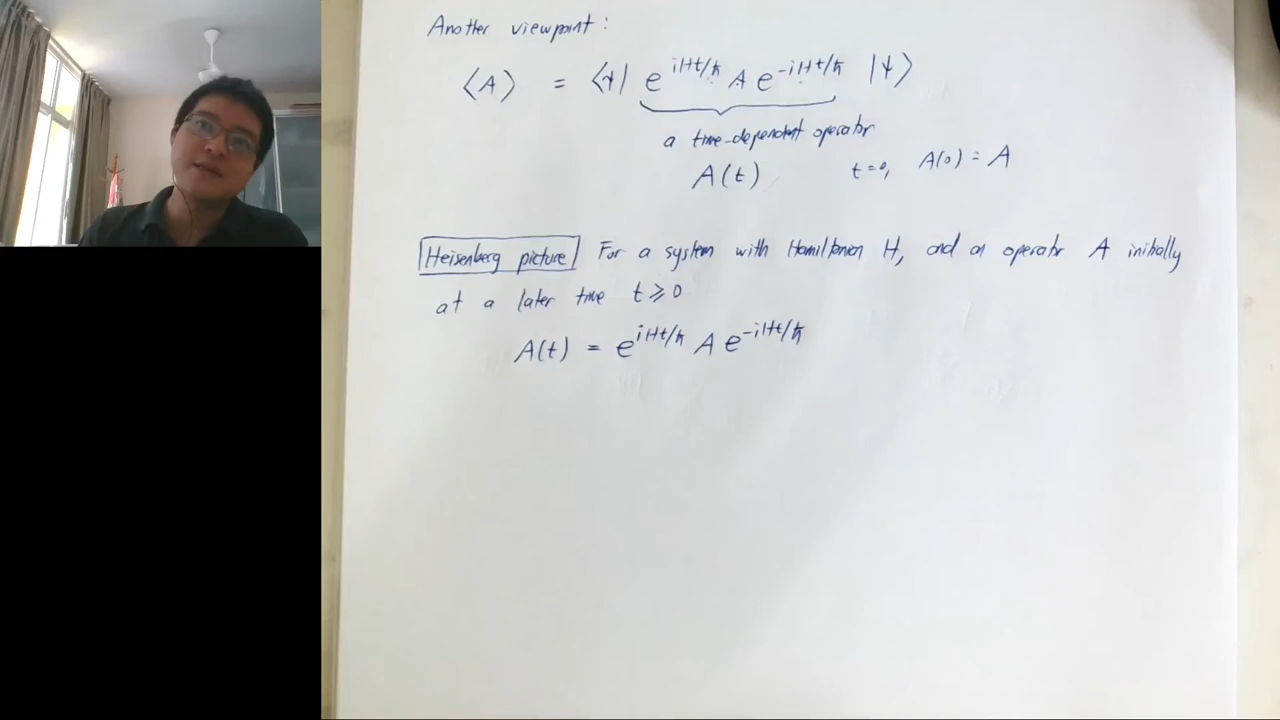 Another viewpoint:
⟨A⟩ = ⟨ψ| e^{iHt/ħ} A e^{-iHt/ħ} |ψ⟩
a time-dependent operator
A(t) t=0, A(0) = A
Heisenberg picture For a system with Hamiltonian H, and an operator A initially
at a later time t ⩾ 0
A(t) = e^{iHt/ħ} A e^{-iHt/ħ}